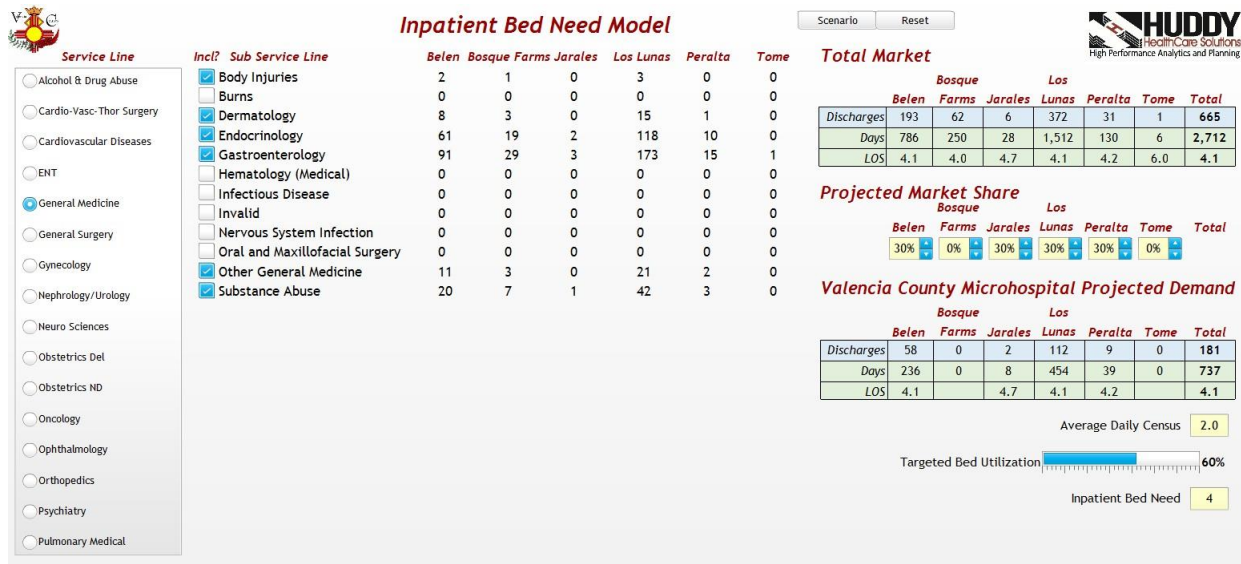 V C
Inpatient Bed Need Model
Scenario Reset
HUDDY
HealthCare Solutions
High Performance Analytics and Planning
Service Line
Alcohol & Drug Abuse
Cardio-Vasc-Thor Surgery
Cardiovascular Diseases
ENT
General Medicine
General Surgery
Gynecology
Nephrology/Urology
Neuro Sciences
Obstetrics Del
Obstetrics ND
Oncology
Ophthalmology
Orthopedics
Psychiatry
Pulmonary Medical
Incl? Sub Service Line Belen Bosque Farms Jarales Los Lunas Peralta Tome
Body Injuries 2 1 0 3 0 0
Burns 0 0 0 0 0 0
Dermatology 8 3 0 15 1 0
Endocrinology 61 19 2 118 10 0
Gastroenterology 91 29 3 173 15 1
Hematology (Medical) 0 0 0 0 0 0
Infectious Disease 0 0 0 0 0 0
Invalid 0 0 0 0 0 0
Nervous System Infection 0 0 0 0 0 0
Oral and Maxillofacial Surgery 0 0 0 0 0 0
Other General Medicine 11 3 0 21 2 0
Substance Abuse 20 7 1 42 3 0
Total Market
Bosque Los
Belen Farms Jarales Lunas Peralta Tome Total
Discharges 193 62 6 372 31 1 665
Days 786 250 28 1,512 130 6 2,712
LOS 4.1 4.0 4.7 4.1 4.2 6.0 4.1
Projected Market Share
Bosque Los
Belen Farms Jarales Lunas Peralta Tome Total
30% 0% 30% 30% 30% 0%
Valencia County Microhospital Projected Demand
Bosque Los
Belen Farms Jarales Lunas Peralta Tome Total
Discharges 58 0 2 112 9 0 181
Days 236 0 8 454 39 0 737
LOS 4.1 4.7 4.1 4.2 4.1
Average Daily Census 2.0
Targeted Bed Utilization 60%
Inpatient Bed Need 4